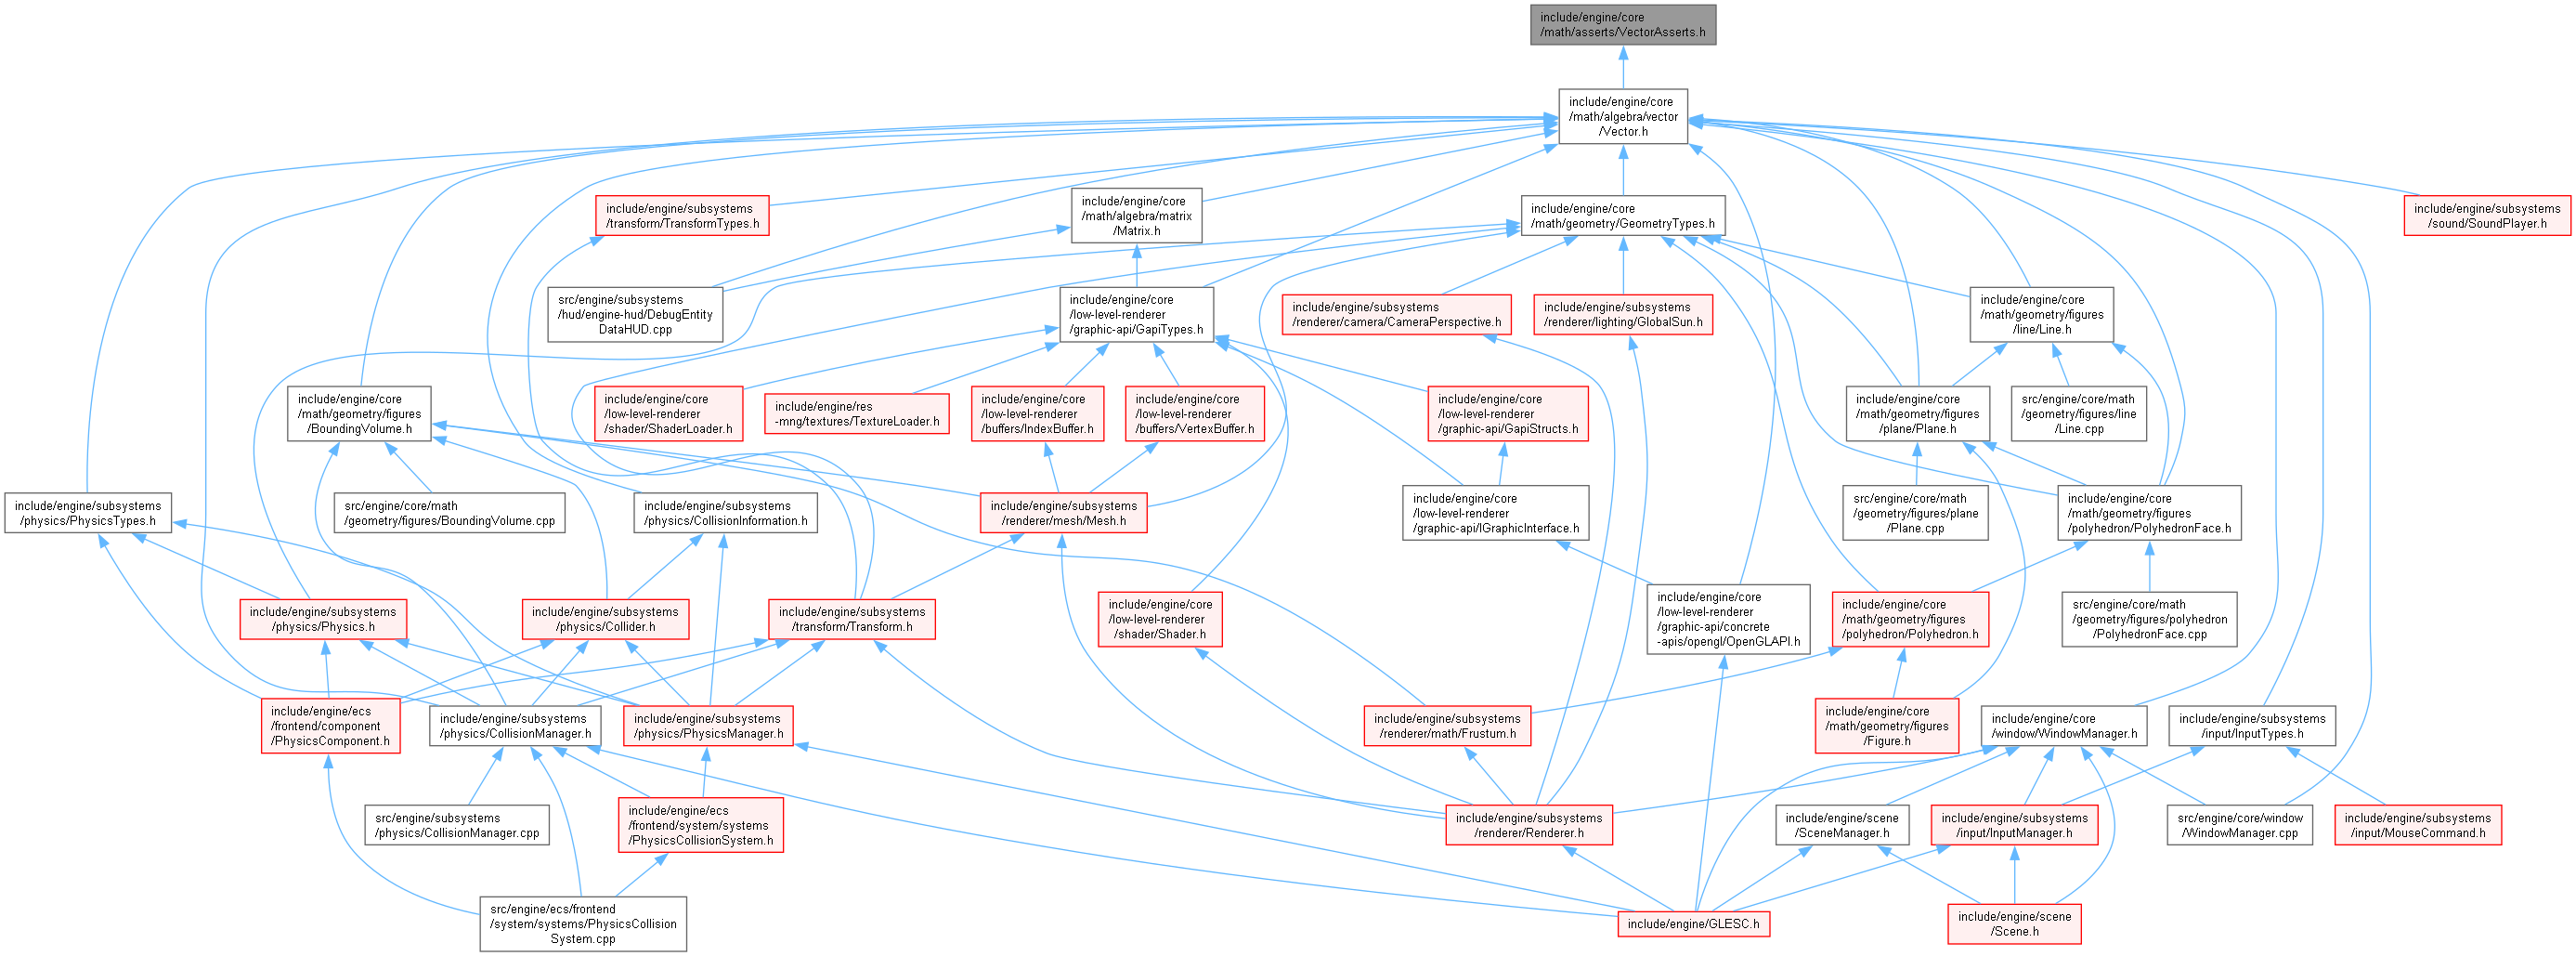 include/engine/core
/math/asserts/VectorAsserts.h
include/engine/core
/math/algebra/vector
/Vector.h
include/engine/subsystems
/transform/TransformTypes.h
include/engine/core
/math/algebra/matrix
/Matrix.h
include/engine/core
/math/geometry/GeometryTypes.h
include/engine/subsystems
/sound/SoundPlayer.h
src/engine/subsystems
/hud/engine-hud/DebugEntity
DataHUD.cpp
include/engine/core
/low-level-renderer
/graphic-api/GapiTypes.h
include/engine/subsystems
/renderer/camera/CameraPerspective.h
include/engine/subsystems
/renderer/lighting/GlobalSun.h
include/engine/core
/math/geometry/figures
/line/Line.h
include/engine/core
/math/geometry/figures
/BoundingVolume.h
include/engine/core
/low-level-renderer
/shader/ShaderLoader.h
include/engine/res
-mng/textures/TextureLoader.h
include/engine/core
/low-level-renderer
/buffers/IndexBuffer.h
include/engine/core
/low-level-renderer
/buffers/VertexBuffer.h
include/engine/core
/low-level-renderer
/graphic-api/GapiStructs.h
include/engine/core
/math/geometry/figures
/plane/Plane.h
src/engine/core/math
/geometry/figures/line
/Line.cpp
include/engine/subsystems
/physics/PhysicsTypes.h
src/engine/core/math
/geometry/figures/BoundingVolume.cpp
include/engine/subsystems
/physics/CollisionInformation.h
include/engine/subsystems
/renderer/mesh/Mesh.h
include/engine/core
/low-level-renderer
/graphic-api/IGraphicInterface.h
src/engine/core/math
/geometry/figures/plane
/Plane.cpp
include/engine/core
/math/geometry/figures
/polyhedron/PolyhedronFace.h
include/engine/subsystems
/physics/Physics.h
include/engine/subsystems
/physics/Collider.h
include/engine/subsystems
/transform/Transform.h
include/engine/core
/low-level-renderer
/shader/Shader.h
include/engine/core
/low-level-renderer
/graphic-api/concrete
-apis/opengl/OpenGLAPI.h
include/engine/core
/math/geometry/figures
/polyhedron/Polyhedron.h
src/engine/core/math
/geometry/figures/polyhedron
/PolyhedronFace.cpp
include/engine/ecs
/frontend/component
/PhysicsComponent.h
include/engine/subsystems
/physics/CollisionManager.h
include/engine/subsystems
/physics/PhysicsManager.h
include/engine/subsystems
/renderer/math/Frustum.h
include/engine/core
/math/geometry/figures
/Figure.h
include/engine/core
/window/WindowManager.h
include/engine/subsystems
/input/InputTypes.h
src/engine/subsystems
/physics/CollisionManager.cpp
include/engine/ecs
/frontend/system/systems
/PhysicsCollisionSystem.h
include/engine/subsystems
/renderer/Renderer.h
include/engine/scene
/SceneManager.h
include/engine/subsystems
/input/InputManager.h
src/engine/core/window
/WindowManager.cpp
include/engine/subsystems
/input/MouseCommand.h
src/engine/ecs/frontend
/system/systems/PhysicsCollision
System.cpp
include/engine/GLESC.h
include/engine/scene
/Scene.h